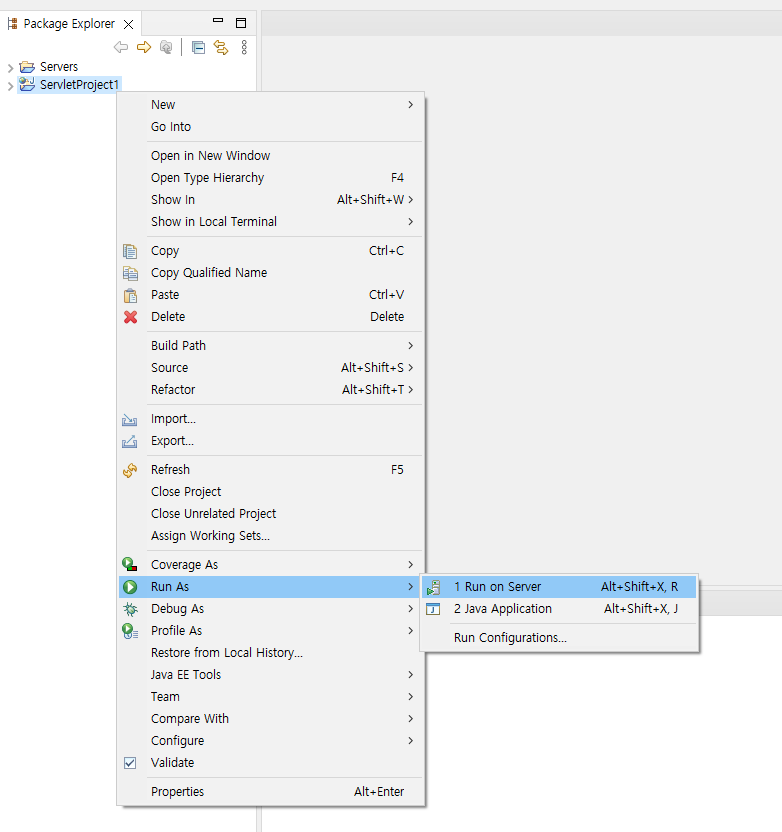 Package Explorer
Servers
ServletProject1
New
Go Into
Open in New Window
Open Type Hierarchy F4
Show In Alt+Shift+W
Show in Local Terminal
Copy Ctrl+C
Copy Qualified Name
Paste Ctrl+V
Delete Delete
Build Path
Source Alt+Shift+S
Refactor Alt+Shift+T
Import...
Export...
Refresh F5
Close Project
Close Unrelated Project
Assign Working Sets...
Coverage As
Run As
1 Run on Server Alt+Shift+X, R
Debug As
2 Java Application Alt+Shift+X, J
Profile As
Run Configurations...
Restore from Local History...
Java EE Tools
Team
Compare With
Configure
Validate
Properties Alt+Enter